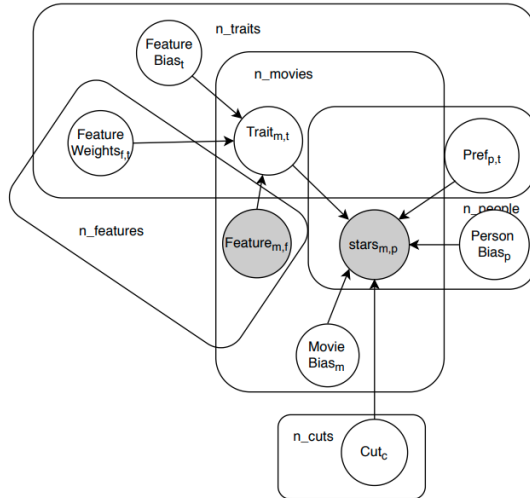 n_traits
Feature
Bias_t
n_movies
Feature
Weights_f,t
Trait_m,t
Pref_p,t
n_people
n_features
Feature_m,f
stars_m,p
Person
Bias_p
Movie
Bias_m
n_cuts
Cut_c